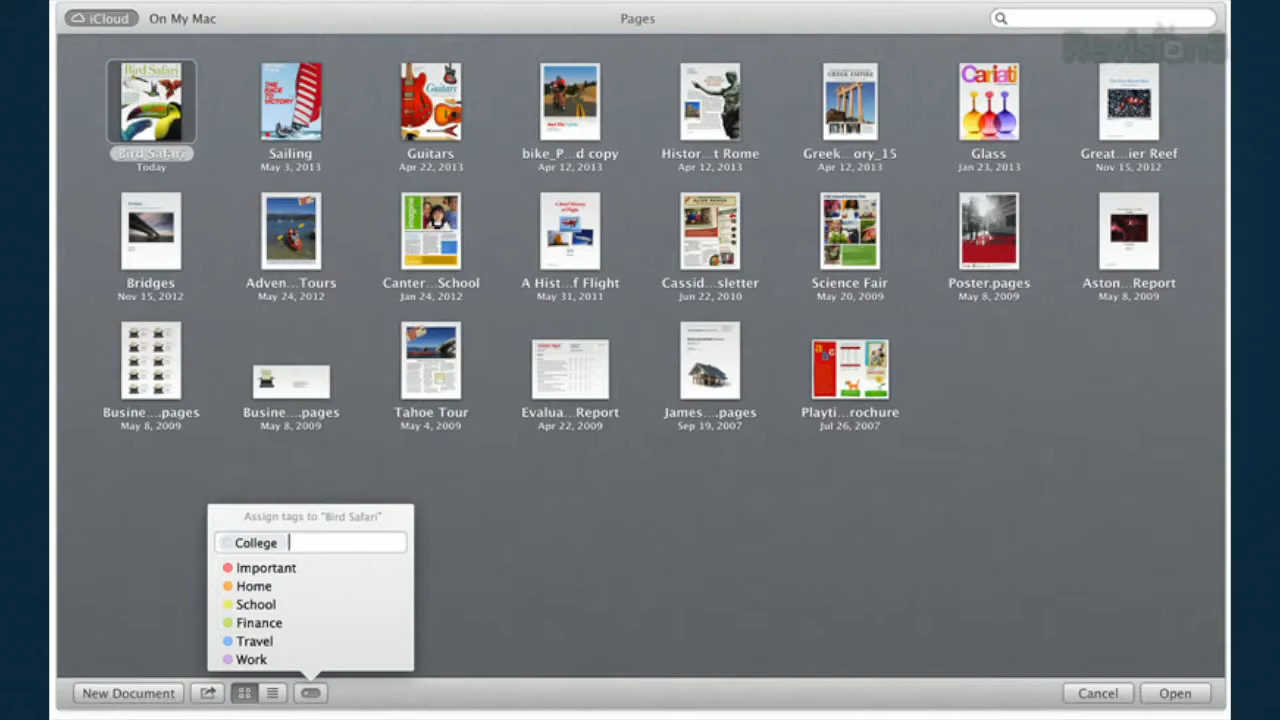 iCloud On My Mac Pages
Revision3
Bird Safari Sailing Guitars bike_P...d copy Histor...t Rome Greek...ory_15 Glass Great...ier Reef
Today May 3, 2013 Apr 22, 2013 Apr 12, 2013 Apr 12, 2013 Apr 12, 2013 Jan 23, 2013 Nov 15, 2012
Bridges Adven...Tours Canter...School A Hist...f Flight Cassid...sletter Science Fair Poster.pages Aston...Report
Nov 15, 2012 May 24, 2012 Jan 24, 2012 May 31, 2011 Jun 22, 2010 May 20, 2009 May 8, 2009 May 8, 2009
Busine....pages Busine....pages Tahoe Tour Evalua...Report James....pages Playti...rochure
May 8, 2009 May 8, 2009 May 4, 2009 Apr 22, 2009 Sep 19, 2007 Jul 26, 2007
Assign tags to "Bird Safari"
College
Important
Home
School
Finance
Travel
Work
New Document Cancel Open